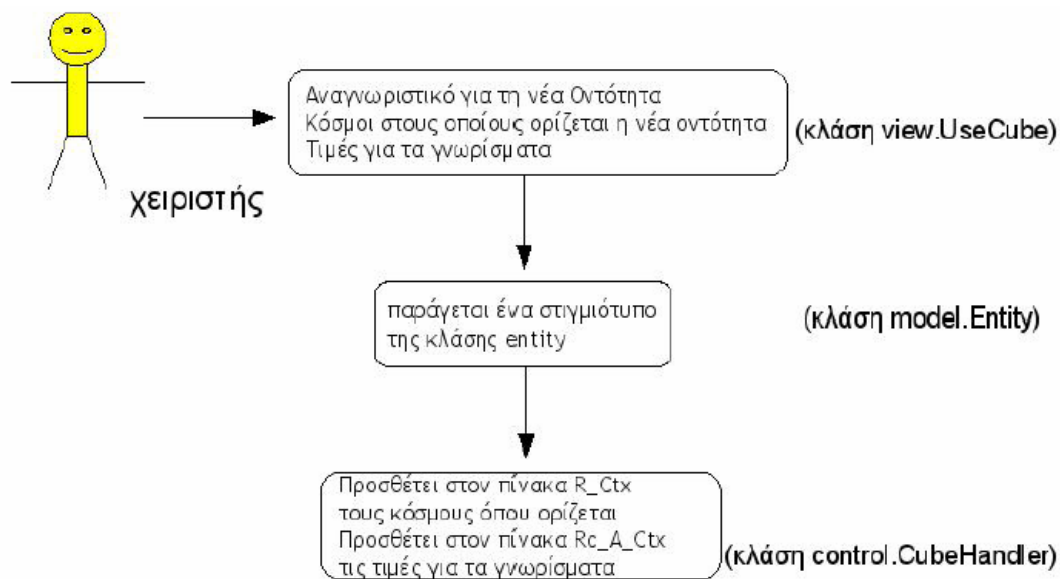 Αναγνωριστικό για τη νέα Οντότητα
Κόσμοι στους οποίους ορίζεται η νέα οντότητα
Τιμές για τα γνωρίσματα
(κλάση view.UseCube)
χειριστής
παράγεται ένα στιγμιότυπο
της κλάσης entity
(κλάση model.Entity)
Προσθέτει στον πίνακα R_Ctx
τους κόσμους όπου ορίζεται
Προσθέτει στον πίνακα Rc_A_Ctx
τις τιμές για τα γνωρίσματα
(κλάση control.CubeHandler)